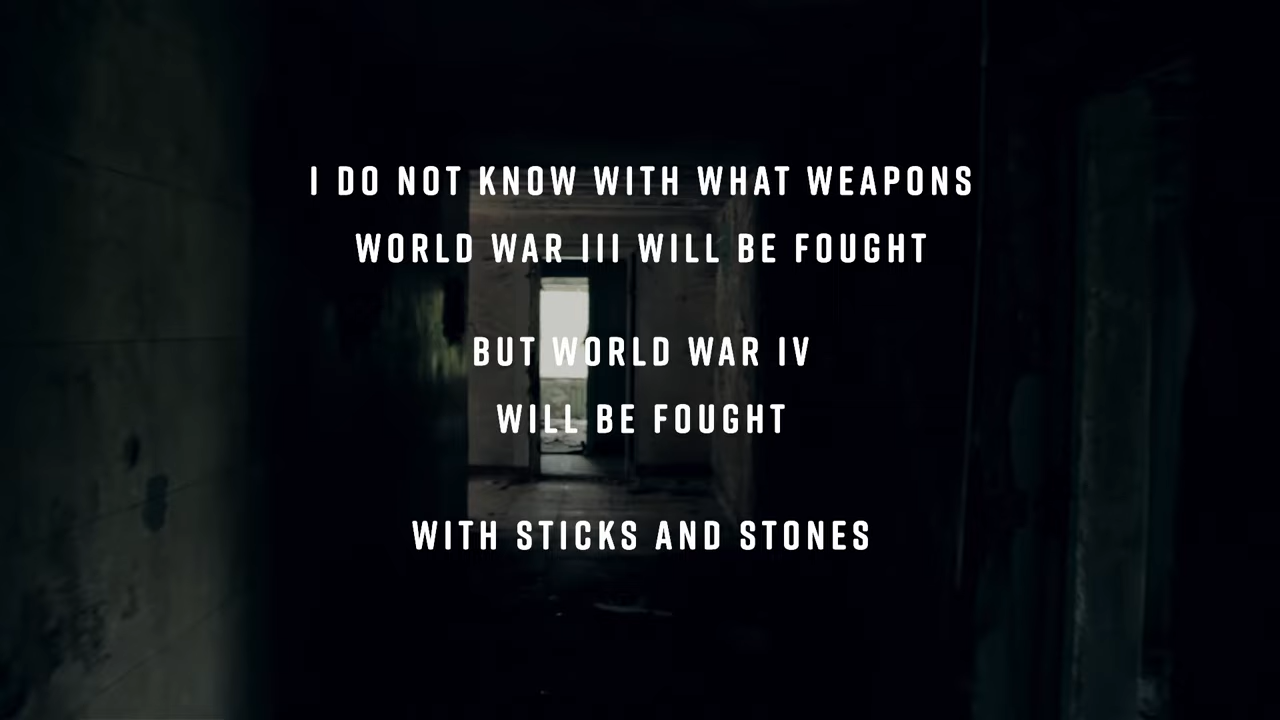 I DO NOT KNOW WITH WHAT WEAPONS
WORLD WAR III WILL BE FOUGHT
BUT WORLD WAR IV
WILL BE FOUGHT
WITH STICKS AND STONES